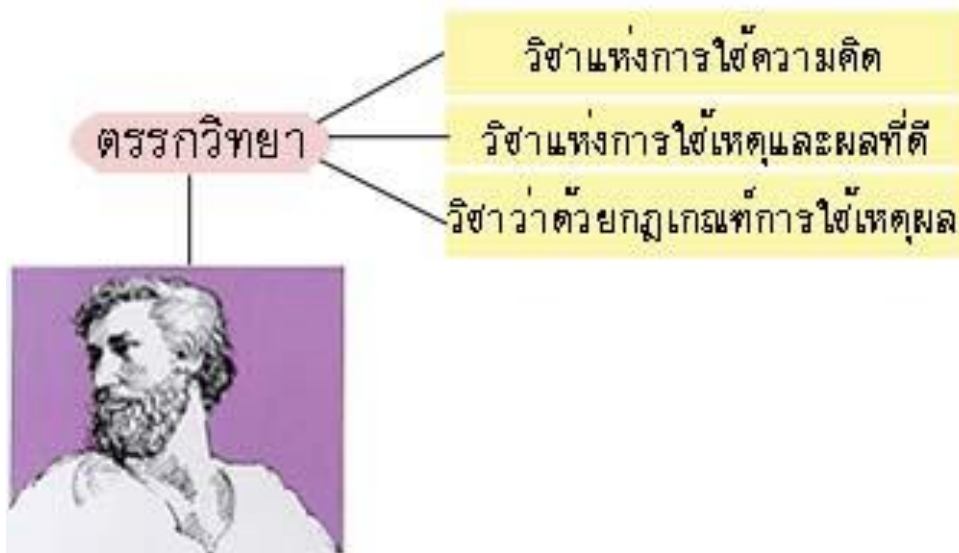 ตรรกวิทยา
วิชาแห่งการใช้ความคิด
วิชาแห่งการใช้เหตุและผลที่ดี
วิชาว่าด้วยกฎเกณฑ์การใช้เหตุผล